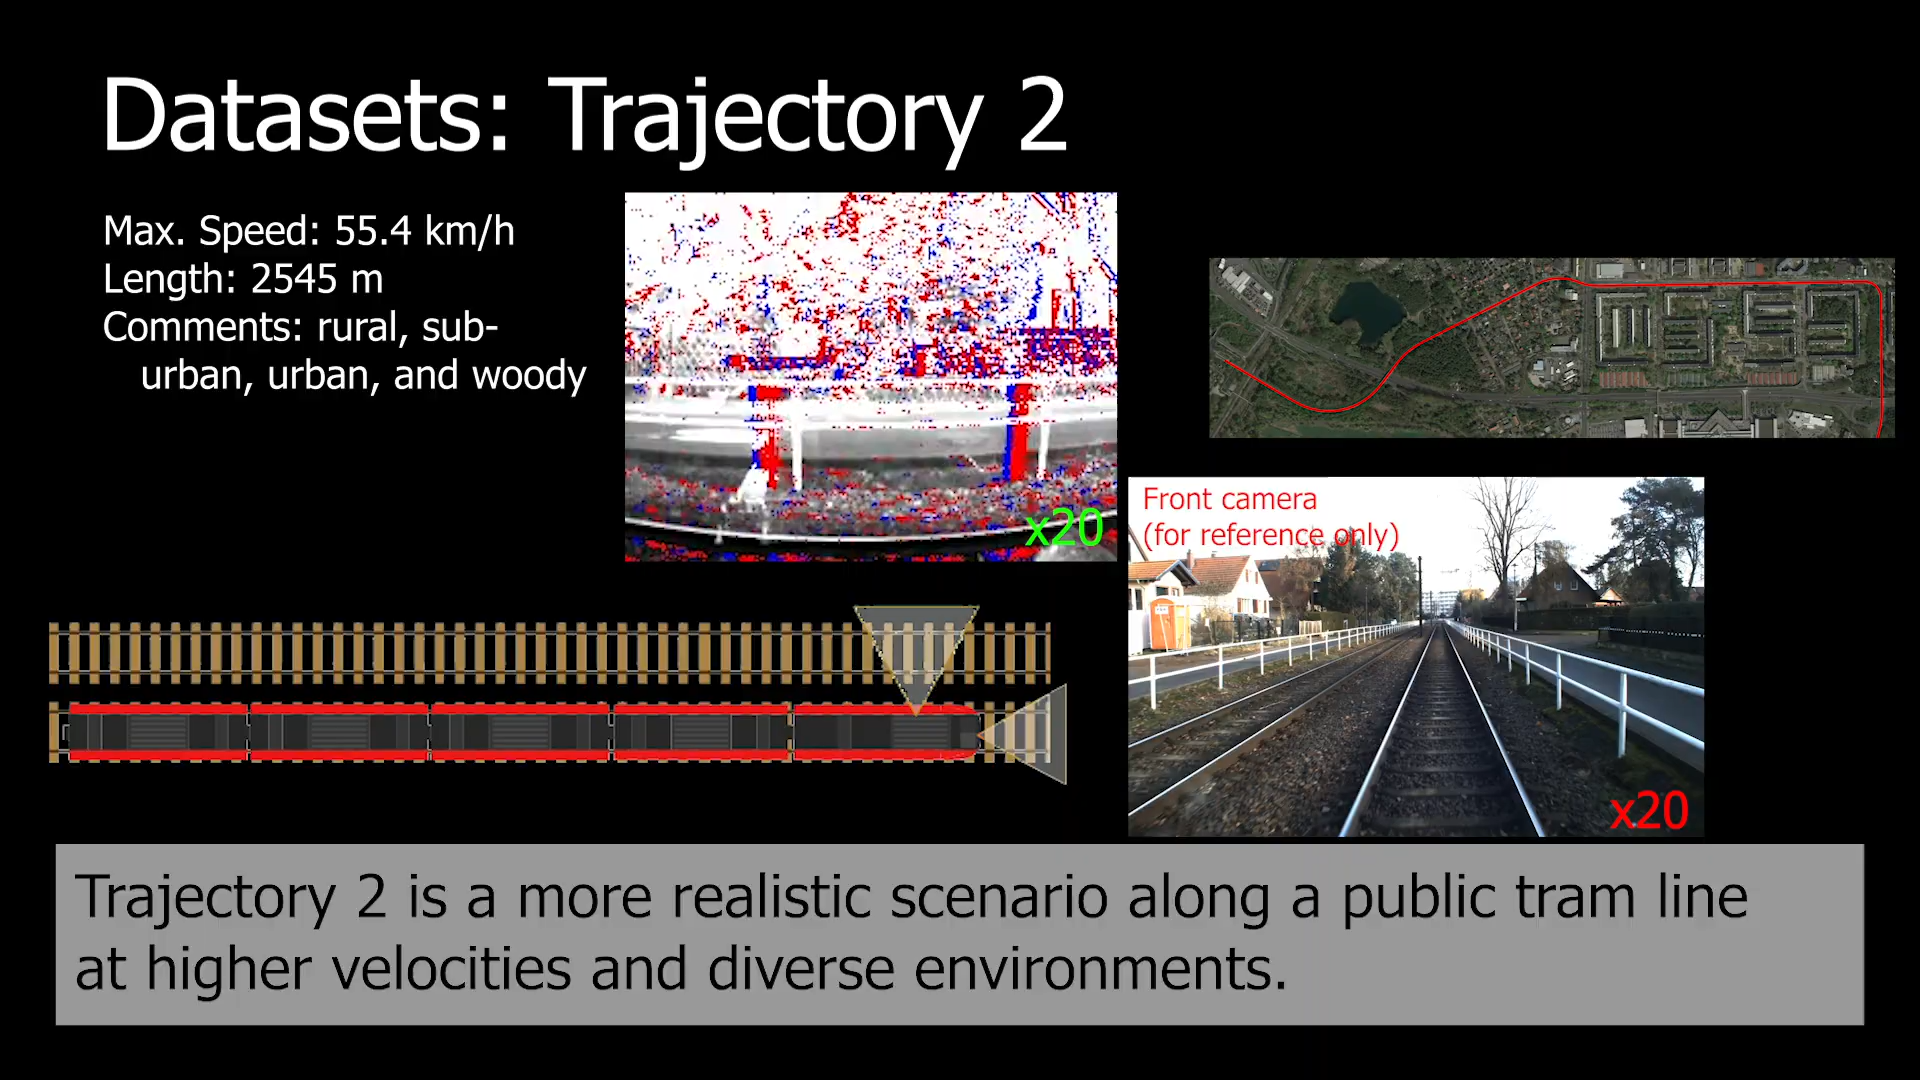 Datasets: Trajectory 2
Max. Speed: 55.4 km/h
Length: 2545 m
Comments: rural, sub-
urban, urban, and woody
x20
Front camera
(for reference only)
x20
Trajectory 2 is a more realistic scenario along a public tram line
at higher velocities and diverse environments.